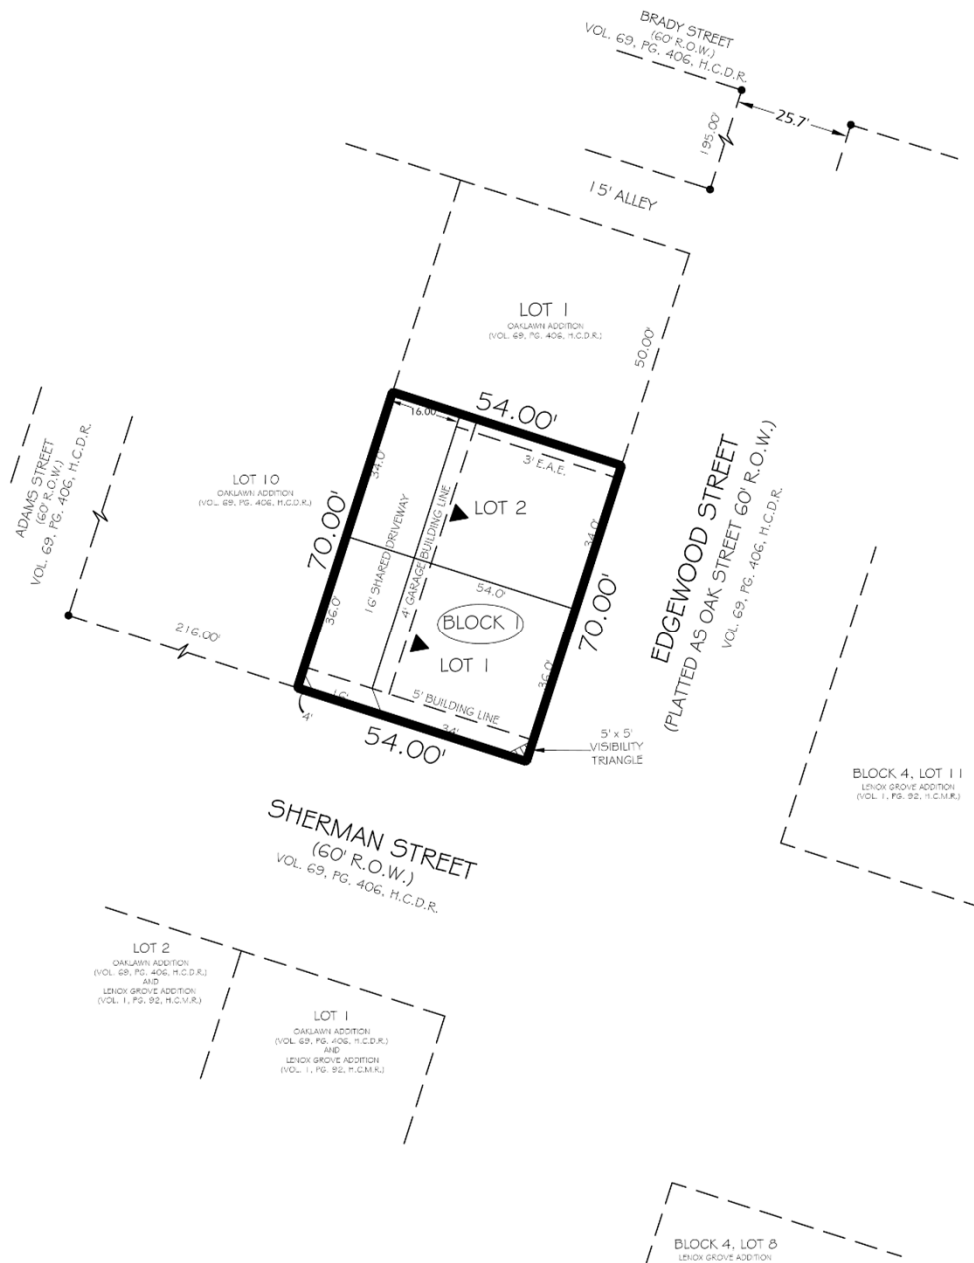 BRADY STREET
(60' R.O.W.)
VOL. 69, PG. 406, H.C.D.R.
25.7'
195.00'
15' ALLEY
LOT 1
OAKLAWN ADDITION
(VOL. 69, PG. 406, H.C.D.R.)
50.00'
54.00'
16.00'
3' E.A.E.
34.0'
ADAMS STREET
(60' R.O.W.)
VOL. 69, PG. 406, H.C.D.R.
LOT 10
OAKLAWN ADDITION
(VOL. 69, PG. 406, H.C.D.R.)
70.00'
16' SHARED DRIVEWAY
4' GARAGE BUILDING LINE
LOT 2
34.0'
EDGEWOOD STREET
(PLATTED AS OAK STREET 60' R.O.W.)
VOL. 69, PG. 406, H.C.D.R.
54.0'
BLOCK 1
70.00'
36.0'
216.00'
LOT 1
36.0'
16'
5' BUILDING LINE
4'
34'
54.00'
5' x 5'
VISIBILITY
TRIANGLE
BLOCK 4, LOT 11
LENOX GROVE ADDITION
(VOL. 1, PG. 92, H.C.M.R.)
SHERMAN STREET
(60' R.O.W.)
VOL. 69, PG. 406, H.C.D.R.
LOT 2
OAKLAWN ADDITION
(VOL. 69, PG. 406, H.C.D.R.)
AND
LENOX GROVE ADDITION
(VOL. 1, PG. 92, H.C.M.R.)
LOT 1
OAKLAWN ADDITION
(VOL. 69, PG. 406, H.C.D.R.)
AND
LENOX GROVE ADDITION
(VOL. 1, PG. 92, H.C.M.R.)
BLOCK 4, LOT 8
LENOX GROVE ADDITION